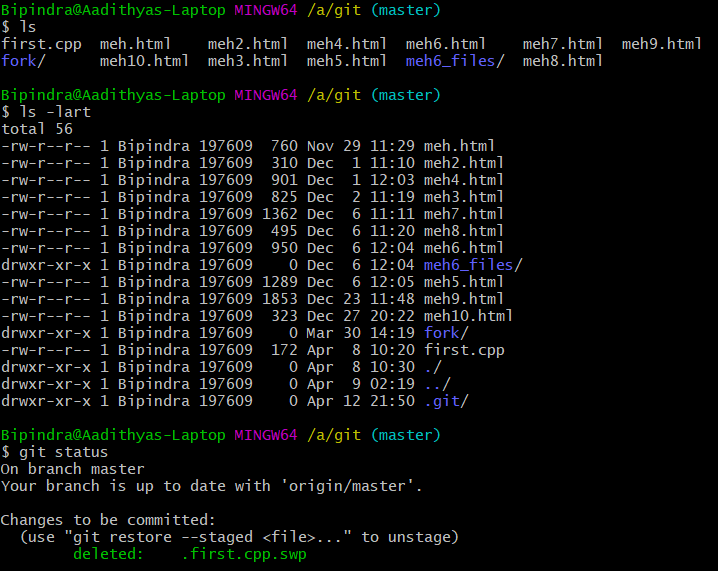 Bipindra@Aadithyas-Laptop MINGW64 /a/git (master)
$ ls
first.cpp  meh.html    meh2.html  meh4.html  meh6.html    meh7.html  meh9.html
fork/      meh10.html  meh3.html  meh5.html  meh6_files/  meh8.html

Bipindra@Aadithyas-Laptop MINGW64 /a/git (master)
$ ls -lart
total 56
-rw-r--r-- 1 Bipindra 197609  760 Nov 29 11:29 meh.html
-rw-r--r-- 1 Bipindra 197609  310 Dec  1 11:10 meh2.html
-rw-r--r-- 1 Bipindra 197609  901 Dec  1 12:03 meh4.html
-rw-r--r-- 1 Bipindra 197609  825 Dec  2 11:19 meh3.html
-rw-r--r-- 1 Bipindra 197609 1362 Dec  6 11:11 meh7.html
-rw-r--r-- 1 Bipindra 197609  495 Dec  6 11:20 meh8.html
-rw-r--r-- 1 Bipindra 197609  950 Dec  6 12:04 meh6.html
drwxr-xr-x 1 Bipindra 197609    0 Dec  6 12:04 meh6_files/
-rw-r--r-- 1 Bipindra 197609 1289 Dec  6 12:05 meh5.html
-rw-r--r-- 1 Bipindra 197609 1853 Dec 23 11:48 meh9.html
-rw-r--r-- 1 Bipindra 197609  323 Dec 27 20:22 meh10.html
drwxr-xr-x 1 Bipindra 197609    0 Mar 30 14:19 fork/
-rw-r--r-- 1 Bipindra 197609  172 Apr  8 10:20 first.cpp
drwxr-xr-x 1 Bipindra 197609    0 Apr  8 10:30 ./
drwxr-xr-x 1 Bipindra 197609    0 Apr  9 02:19 ../
drwxr-xr-x 1 Bipindra 197609    0 Apr 12 21:50 .git/

Bipindra@Aadithyas-Laptop MINGW64 /a/git (master)
$ git status
On branch master
Your branch is up to date with 'origin/master'.

Changes to be committed:
  (use "git restore --staged <file>..." to unstage)
        deleted:    .first.cpp.swp